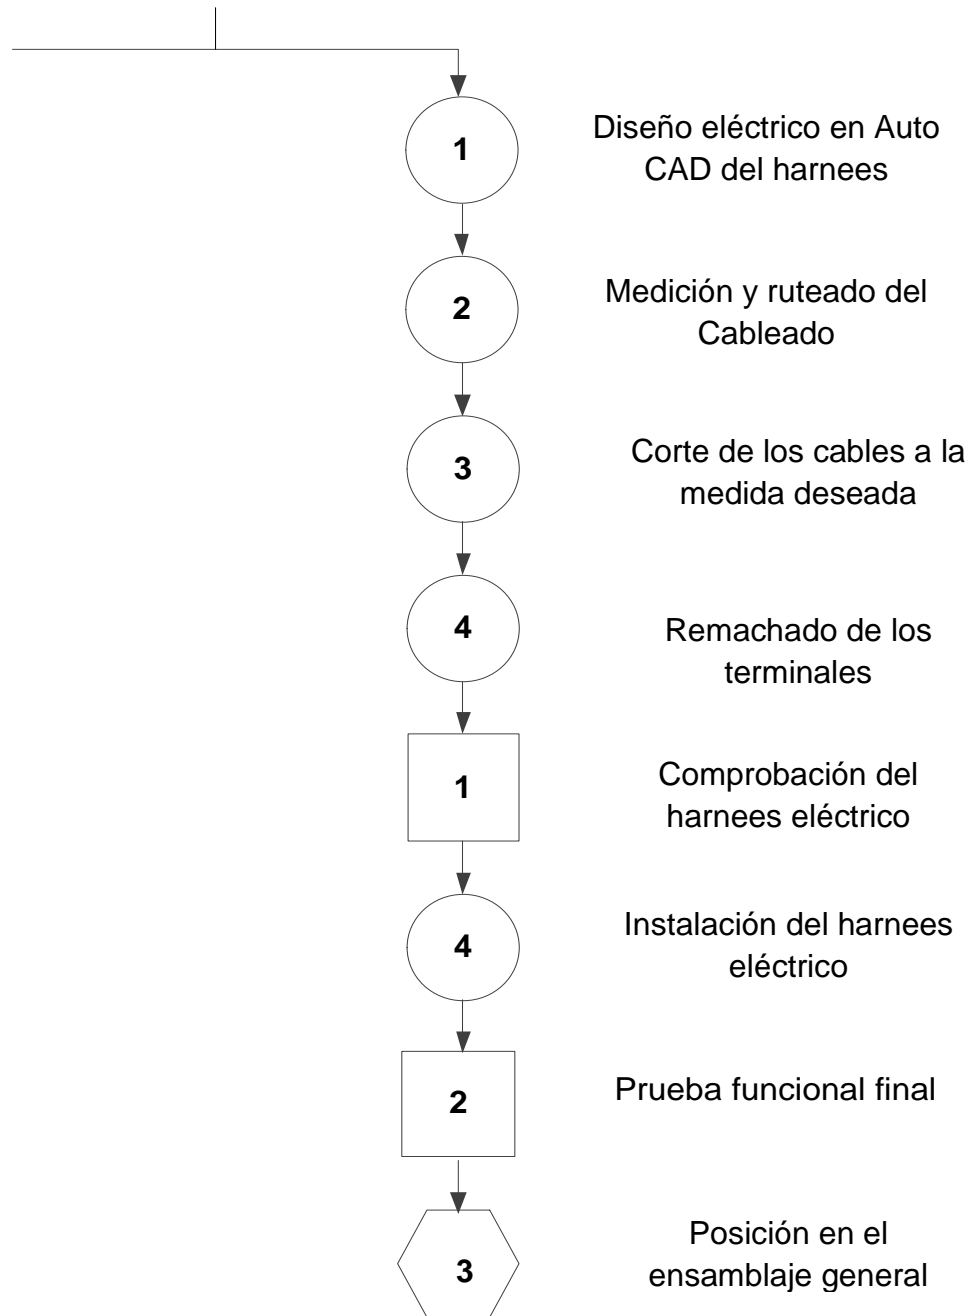 1
Diseño eléctrico en Auto
CAD del harnees
2
Medición y ruteado del
Cableado
3
Corte de los cables a la
medida deseada
4
Remachado de los
terminales
1
Comprobación del
harnees eléctrico
4
Instalación del harnees
eléctrico
2
Prueba funcional final
3
Posición en el
ensamblaje general